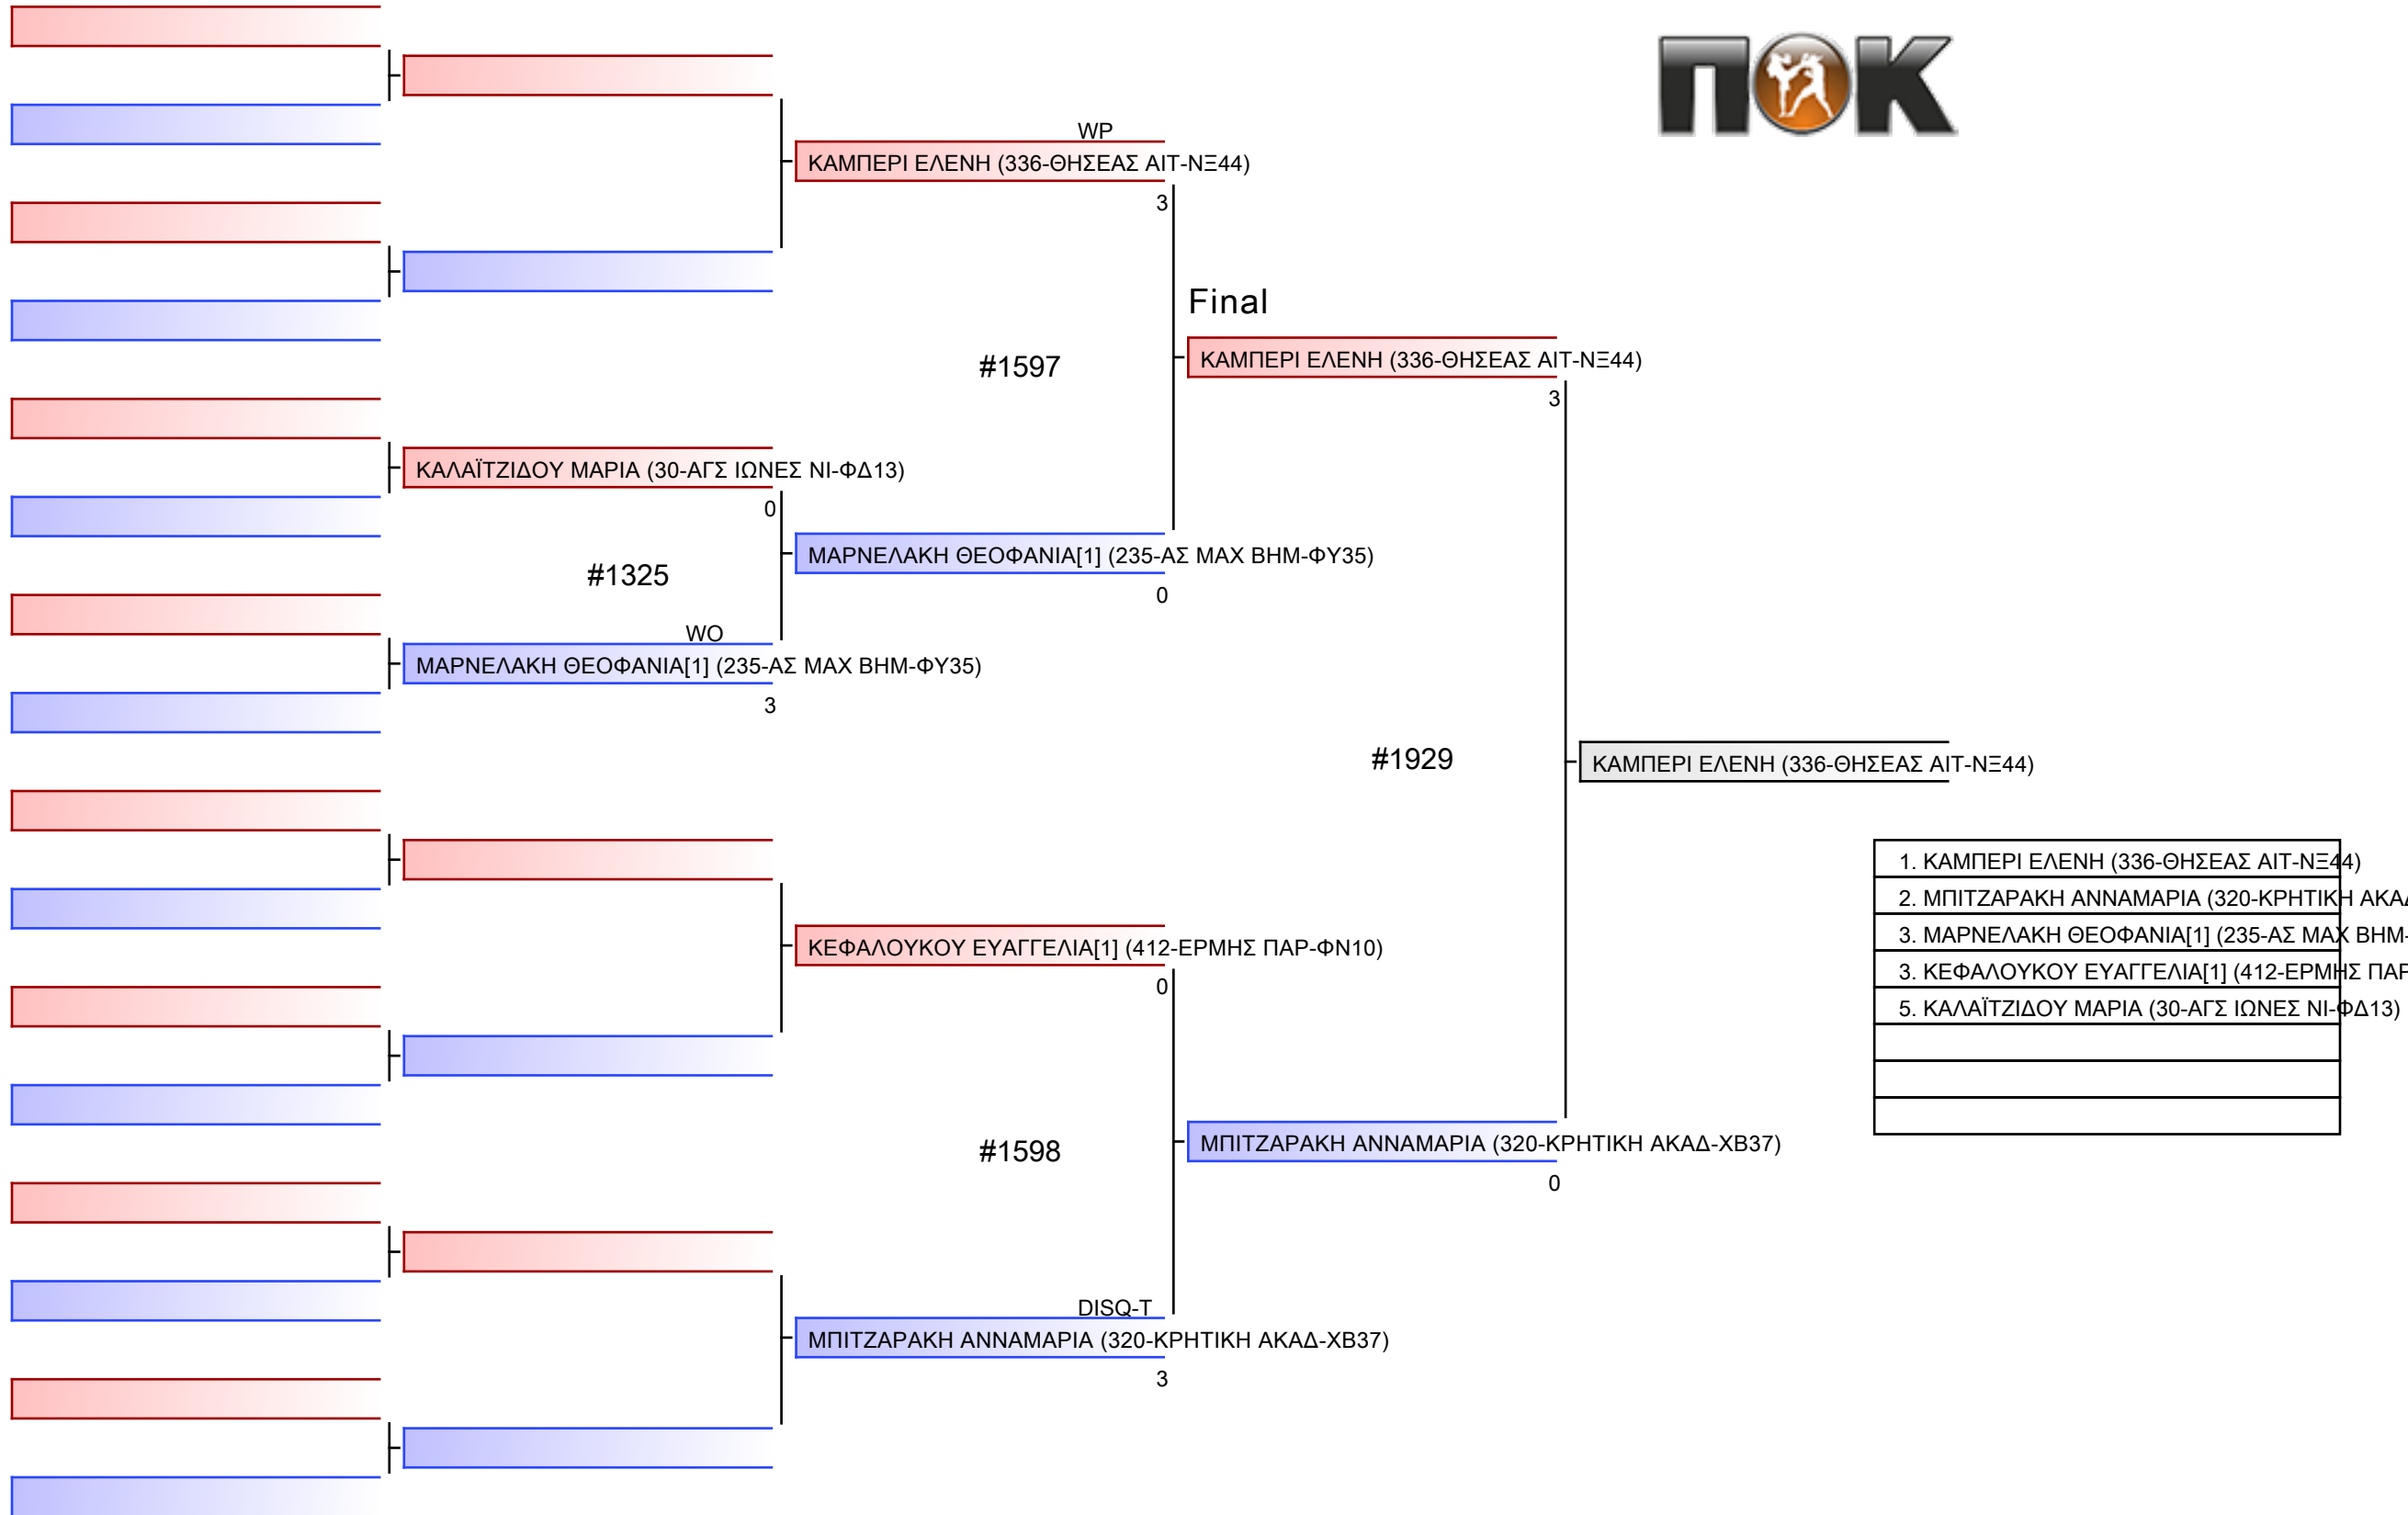 ΠΟΚ
WP
ΚΑΜΠΕΡΙ ΕΛΕΝΗ (336-ΘΗΣΕΑΣ ΑΙΤ-ΝΞ44)
3
Final
#1597
ΚΑΜΠΕΡΙ ΕΛΕΝΗ (336-ΘΗΣΕΑΣ ΑΙΤ-ΝΞ44)
3
ΚΑΛΑΪΤΖΙΔΟΥ ΜΑΡΙΑ (30-ΑΓΣ ΙΩΝΕΣ ΝΙ-ΦΔ13)
0
ΜΑΡΝΕΛΑΚΗ ΘΕΟΦΑΝΙΑ[1] (235-ΑΣ ΜΑΧ ΒΗΜ-ΦΥ35)
0
#1325
WO
ΜΑΡΝΕΛΑΚΗ ΘΕΟΦΑΝΙΑ[1] (235-ΑΣ ΜΑΧ ΒΗΜ-ΦΥ35)
3
#1929
ΚΑΜΠΕΡΙ ΕΛΕΝΗ (336-ΘΗΣΕΑΣ ΑΙΤ-ΝΞ44)
1. ΚΑΜΠΕΡΙ ΕΛΕΝΗ (336-ΘΗΣΕΑΣ ΑΙΤ-ΝΞ44)
2. ΜΠΙΤΖΑΡΑΚΗ ΑΝΝΑΜΑΡΙΑ (320-ΚΡΗΤΙΚΗ ΑΚΑΔ
3. ΜΑΡΝΕΛΑΚΗ ΘΕΟΦΑΝΙΑ[1] (235-ΑΣ ΜΑΧ ΒΗΜ-
3. ΚΕΦΑΛΟΥΚΟΥ ΕΥΑΓΓΕΛΙΑ[1] (412-ΕΡΜΗΣ ΠΑΡ
5. ΚΑΛΑΪΤΖΙΔΟΥ ΜΑΡΙΑ (30-ΑΓΣ ΙΩΝΕΣ ΝΙ-ΦΔ13)
ΚΕΦΑΛΟΥΚΟΥ ΕΥΑΓΓΕΛΙΑ[1] (412-ΕΡΜΗΣ ΠΑΡ-ΦΝ10)
0
#1598
ΜΠΙΤΖΑΡΑΚΗ ΑΝΝΑΜΑΡΙΑ (320-ΚΡΗΤΙΚΗ ΑΚΑΔ-ΧΒ37)
0
DISQ-T
ΜΠΙΤΖΑΡΑΚΗ ΑΝΝΑΜΑΡΙΑ (320-ΚΡΗΤΙΚΗ ΑΚΑΔ-ΧΒ37)
3